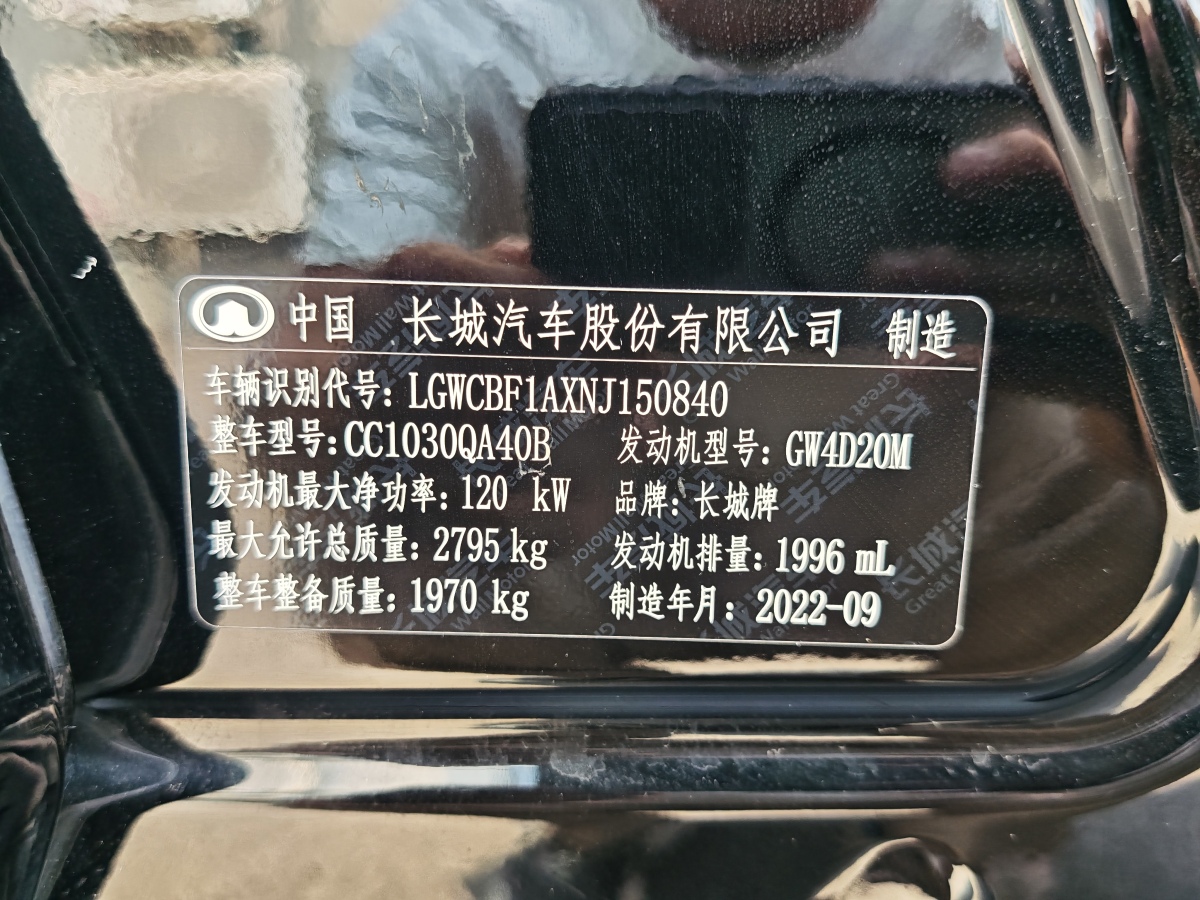 中国 长城汽车股份有限公司 制造
车辆识别代号: LGWCBF1AXNJ150840
整车型号: CC1030QA40B 发动机型号: GW4D20M
发动机最大净功率: 120 kW 品牌: 长城牌
最大允许总质量: 2795 kg 发动机排量: 1996 mL
整车整备质量: 1970 kg 制造年月: 2022-09